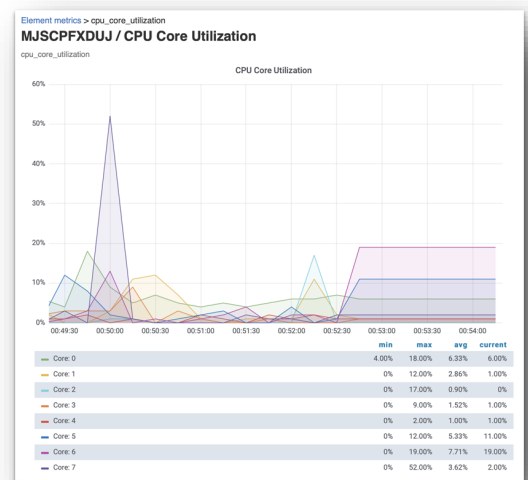 Element metrics > cpu_core_utilization
MJSCPFXDUJ / CPU Core Utilization
cpu_core_utilization
CPU Core Utilization
60%
50%
40%
30%
20%
10%
0%
00:49:30 00:50:00 00:50:30 00:51:00 00:51:30 00:52:00 00:52:30 00:53:00 00:53:30 00:54:00
min max avg current
Core: 0 4.00% 18.00% 6.33% 6.00%
Core: 1 0% 12.00% 2.86% 1.00%
Core: 2 0% 17.00% 0.90% 0%
Core: 3 0% 9.00% 1.52% 1.00%
Core: 4 0% 2.00% 1.00% 1.00%
Core: 5 0% 12.00% 5.33% 11.00%
Core: 6 0% 19.00% 7.71% 19.00%
Core: 7 0% 52.00% 3.62% 2.00%